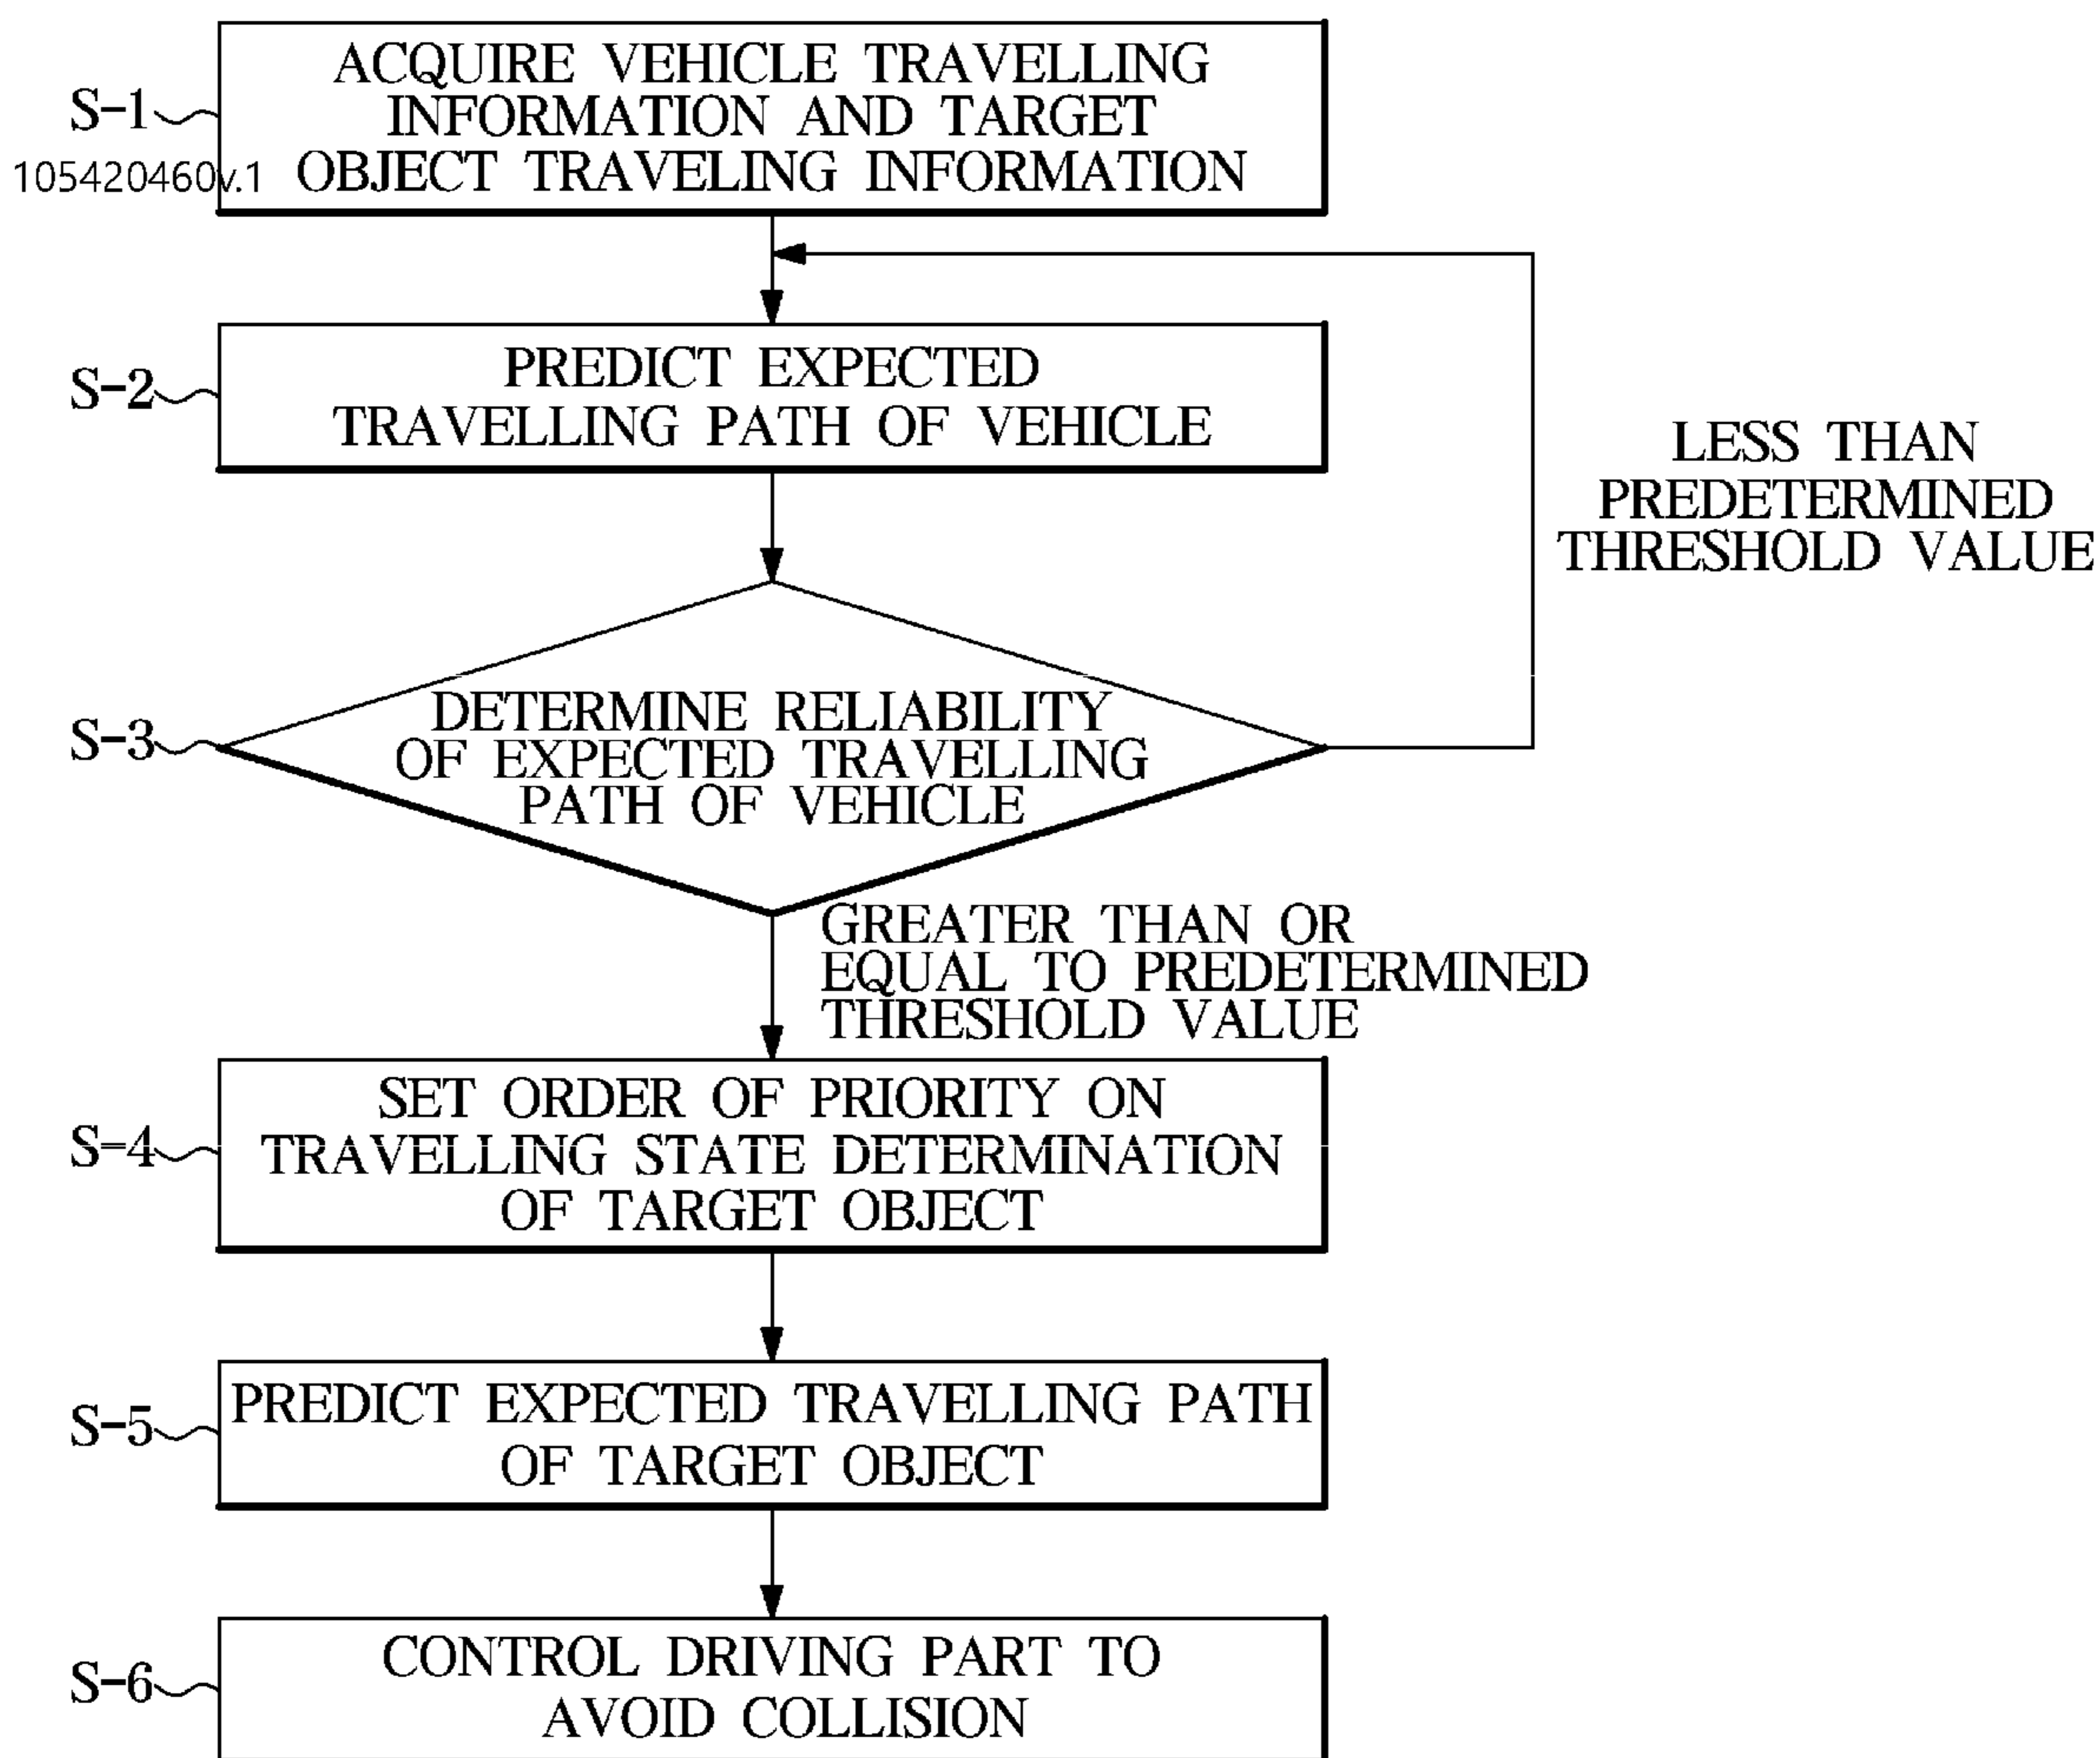 ACQUIRE VEHICLE TRAVELLING
INFORMATION AND TARGET
OBJECT TRAVELING INFORMATION
S-1
105420460v.1
PREDICT EXPECTED
TRAVELLING PATH OF VEHICLE
S-2
LESS THAN
PREDETERMINED
THRESHOLD VALUE
DETERMINE RELIABILITY
OF EXPECTED TRAVELLING
PATH OF VEHICLE
S-3
GREATER THAN OR
EQUAL TO PREDETERMINED
THRESHOLD VALUE
SET ORDER OF PRIORITY ON
TRAVELLING STATE DETERMINATION
OF TARGET OBJECT
S-4
PREDICT EXPECTED TRAVELLING PATH
OF TARGET OBJECT
S-5
CONTROL DRIVING PART TO
AVOID COLLISION
S-6